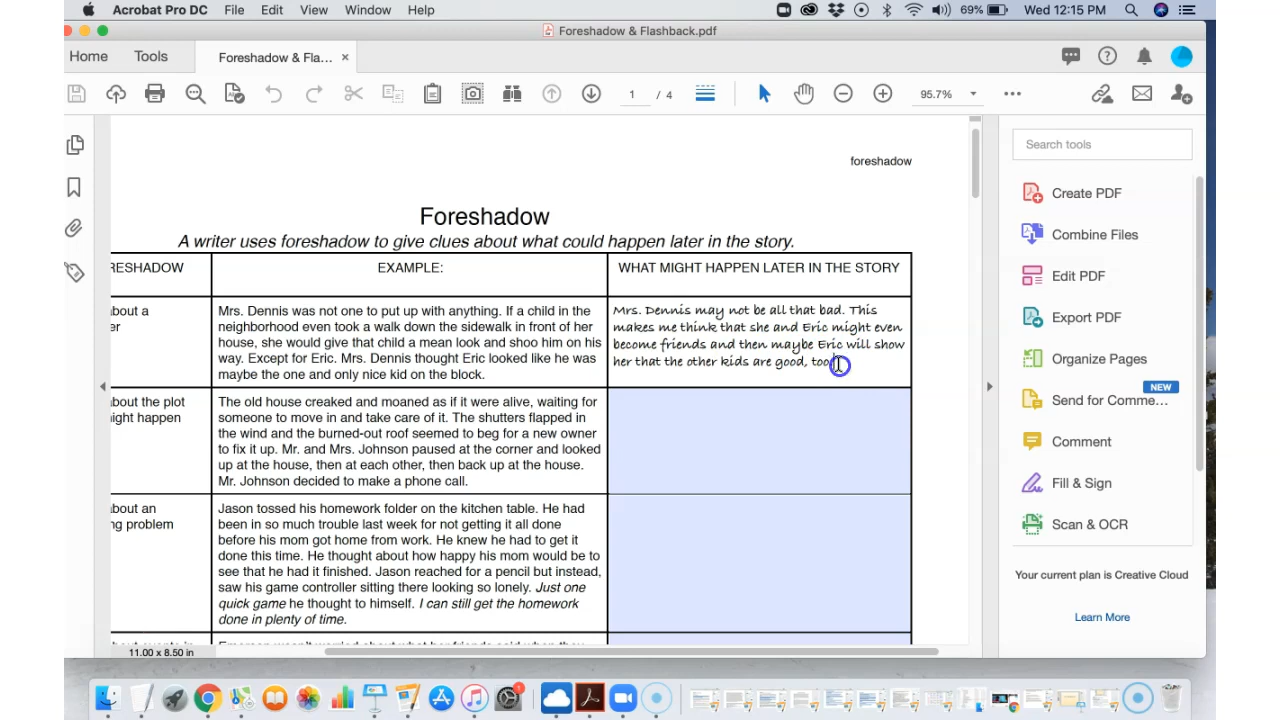 Acrobat Pro DC File Edit View Window Help 69% Wed 12:15 PM
Foreshadow & Flashback.pdf
Home Tools Foreshadow & Fla... ×
1 / 4 95.7%
Search tools
foreshadow
Foreshadow
A writer uses foreshadow to give clues about what could happen later in the story.
RESHADOW
EXAMPLE:
WHAT MIGHT HAPPEN LATER IN THE STORY
bout a
er
Mrs. Dennis was not one to put up with anything. If a child in the
neighborhood even took a walk down the sidewalk in front of her
house, she would give that child a mean look and shoo him on his
way. Except for Eric. Mrs. Dennis thought Eric looked like he was
maybe the one and only nice kid on the block.
Mrs. Dennis may not be all that bad. This
makes me think that she and Eric might even
become friends and then maybe Eric will show
her that the other kids are good, too
bout the plot
ight happen
The old house creaked and moaned as if it were alive, waiting for
someone to move in and take care of it. The shutters flapped in
the wind and the burned-out roof seemed to beg for a new owner
to fix it up. Mr. and Mrs. Johnson paused at the corner and looked
up at the house, then at each other, then back up at the house.
Mr. Johnson decided to make a phone call.
bout an
ng problem
Jason tossed his homework folder on the kitchen table. He had
been in so much trouble last week for not getting it all done
before his mom got home from work. He knew he had to get it
done this time. He thought about how happy his mom would be to
see that he had it finished. Jason reached for a pencil but instead,
saw his game controller sitting there looking so lonely. Just one
quick game he thought to himself. I can still get the homework
done in plenty of time.
11.00 x 8.50 in
Create PDF
Combine Files
Edit PDF
Export PDF
Organize Pages
NEW
Send for Comme...
Comment
Fill & Sign
Scan & OCR
Your current plan is Creative Cloud
Learn More